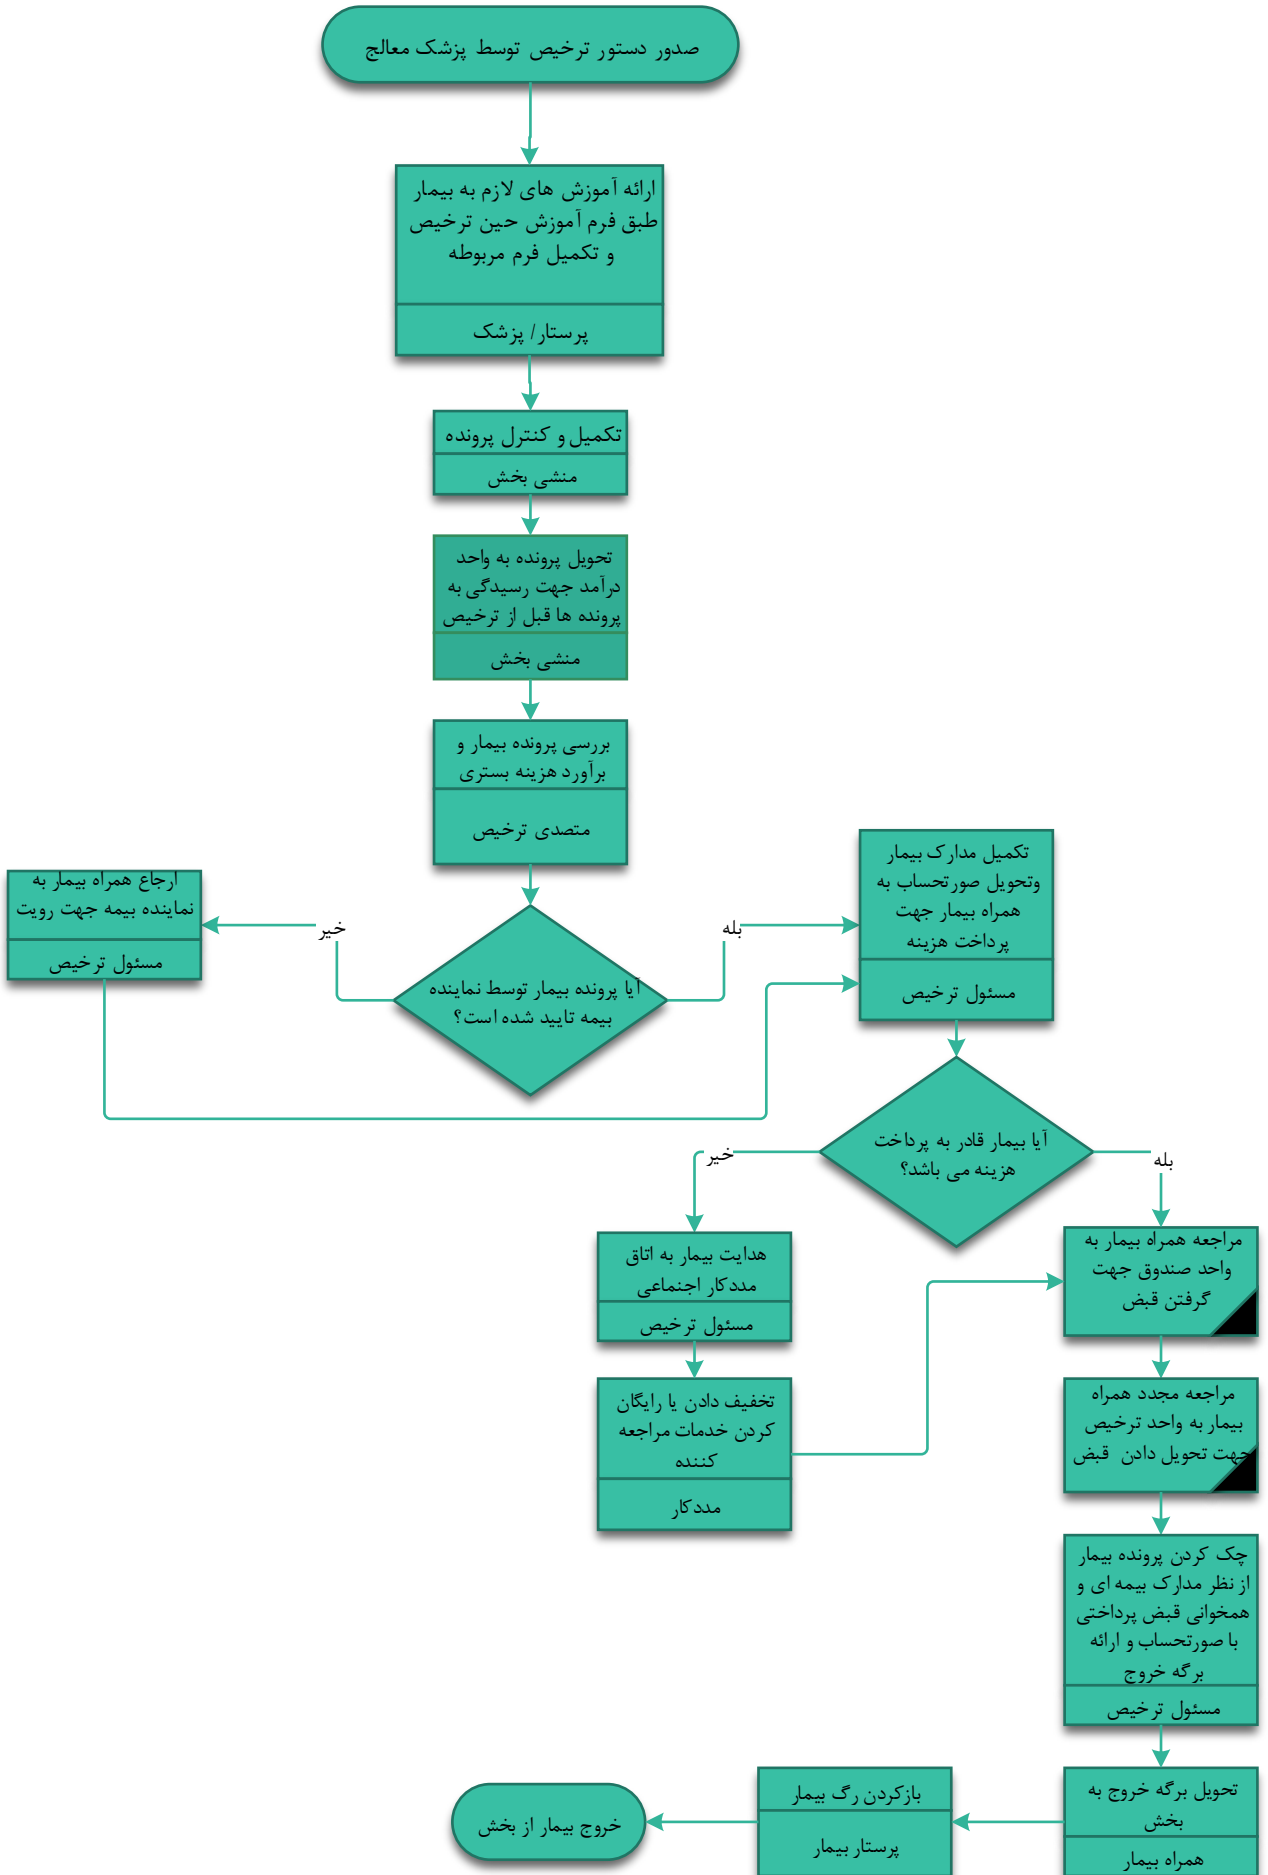 صدور دستور ترخیص توسط پزشک معالج
ارائه آموزش های لازم به بیمار
طبق فرم آموزش حین ترخیص
و تکمیل فرم مربوطه
پرستار/ پزشک
تکمیل و کنترل پرونده
منشی بخش
تحویل پرونده به واحد
درآمد جهت رسیدگی به
پرونده ها قبل از ترخیص
منشی بخش
بررسی پرونده بیمار و
برآورد هزینه بستری
متصدی ترخیص
آیا پرونده بیمار توسط نماینده
بیمه تایید شده است؟
خیر
بله
ارجاع همراه بیمار به
نماینده بیمه جهت رویت
مسئول ترخیص
تکمیل مدارک بیمار
وتحویل صورتحساب به
همراه بیمار جهت
پرداخت هزینه
مسئول ترخیص
آیا بیمار قادر به پرداخت
هزینه می باشد؟
خیر
بله
هدایت بیمار به اتاق
مددکار اجتماعی
مسئول ترخیص
تخفیف دادن یا رایگان
کردن خدمات مراجعه
کننده
مددکار
مراجعه همراه بیمار به
واحد صندوق جهت
گرفتن قبض
مراجعه مجدد همراه
بیمار به واحد ترخیص
جهت تحویل دادن قبض
چک کردن پرونده بیمار
از نظر مدارک بیمه ای و
همخوانی قبض پرداختی
با صورتحساب و ارائه
برگه خروج
مسئول ترخیص
تحویل برگه خروج به
بخش
همراه بیمار
بازکردن رگ بیمار
پرستار بیمار
خروج بیمار از بخش